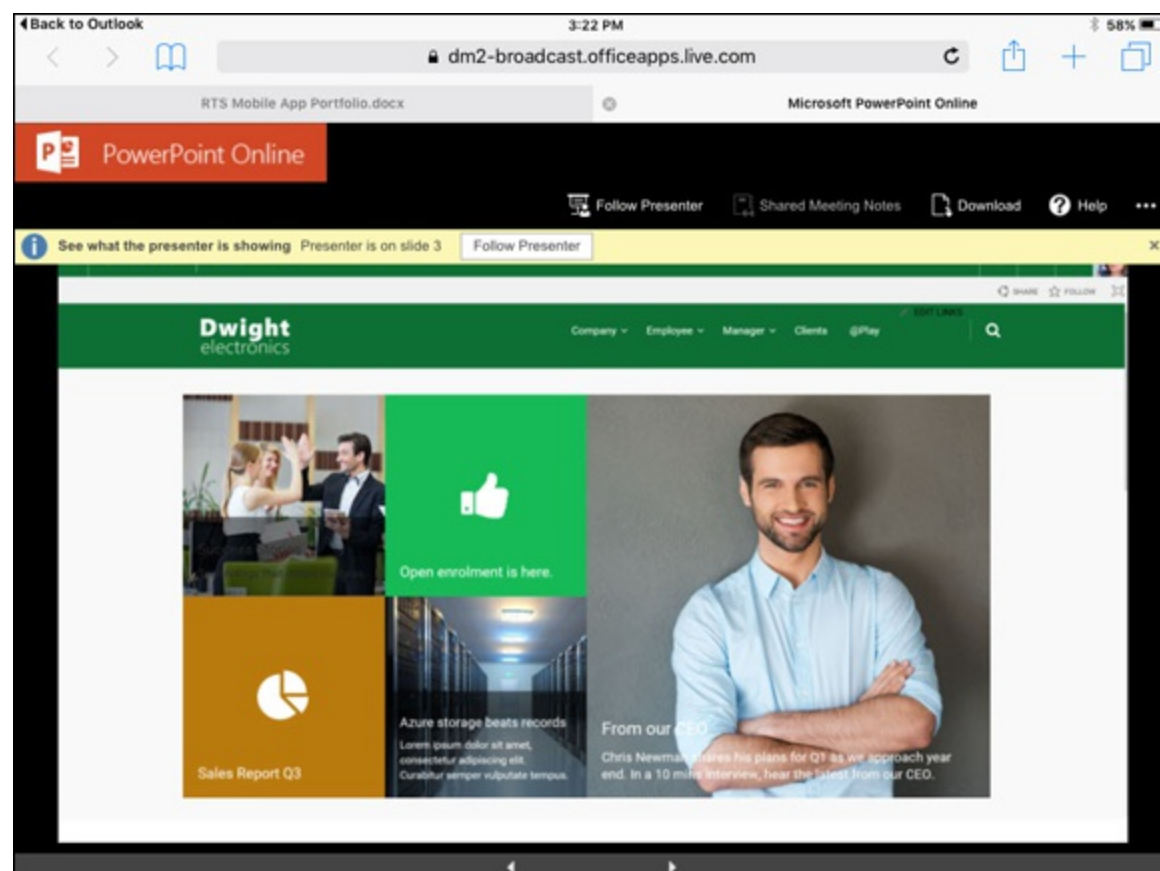 Back to Outlook
3:22 PM
58%
dm2-broadcast.officeapps.live.com
RTS Mobile App Portfolio.docx
Microsoft PowerPoint Online
PowerPoint Online
Follow Presenter
Shared Meeting Notes
Download
Help
See what the presenter is showing Presenter is on slide 3
Follow Presenter
SHARE
FOLLOW
EDIT LINKS
Dwight
electronics
Company
Employee
Manager
Clients
@Play
Open enrolment is here.
Sales Report Q3
Azure storage beats records
Lorem ipsum dolor sit amet,
consectetur adipiscing elit.
Curabitur semper vulputate tempus.
From our CEO
Chris Newman shares his plans for Q1 as we approach year
end. In a 10 mins interview, hear the latest from our CEO.